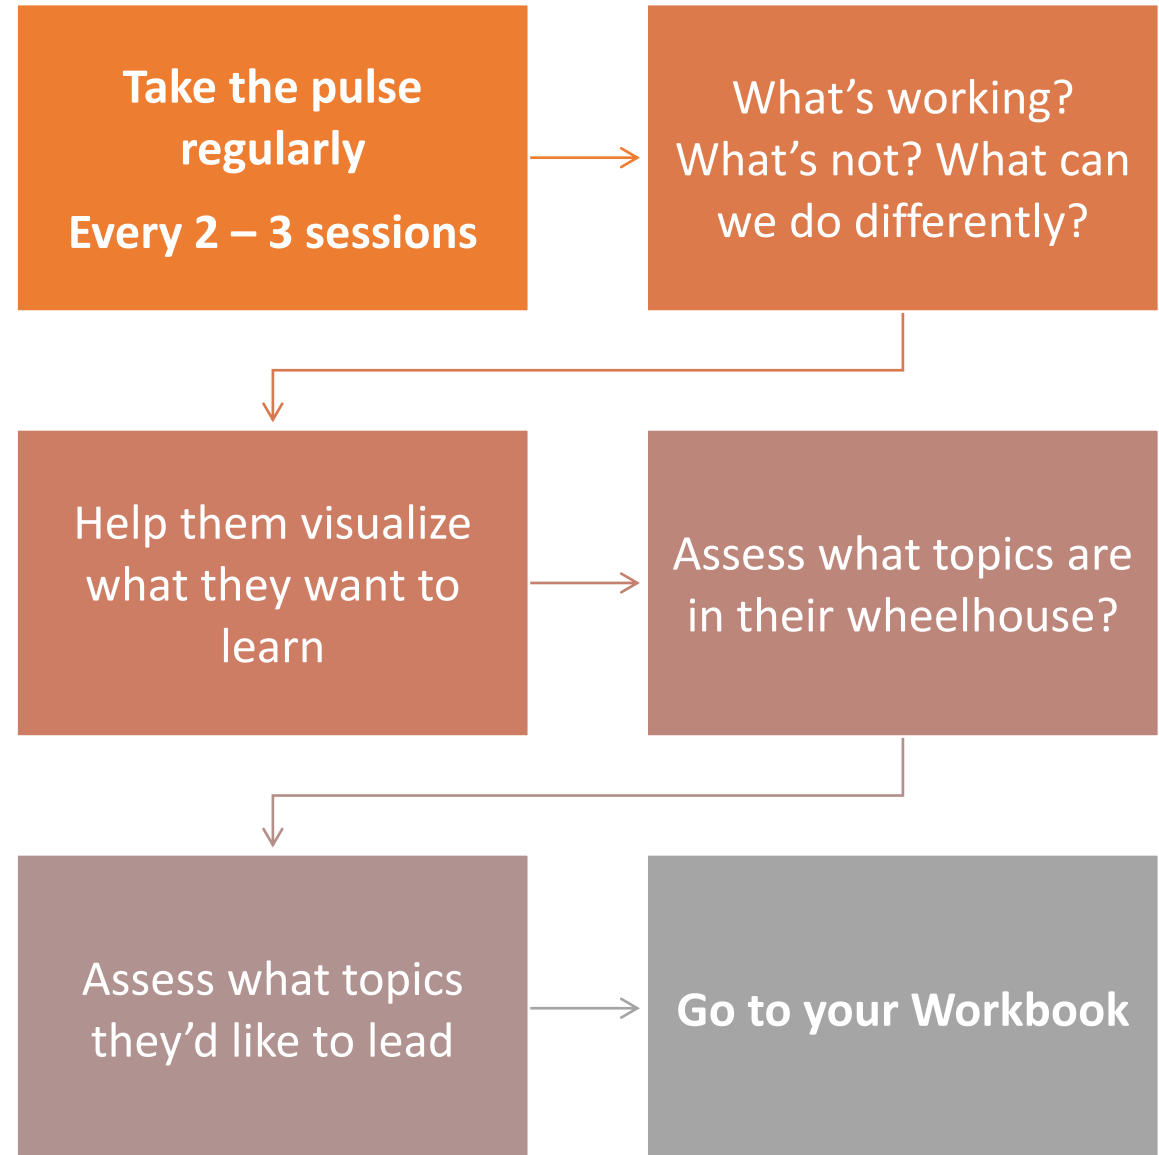 Take the pulse
regularly
Every 2 – 3 sessions
What’s working?
What’s not? What can
we do differently?
Help them visualize
what they want to
learn
Assess what topics are
in their wheelhouse?
Assess what topics
they’d like to lead
Go to your Workbook